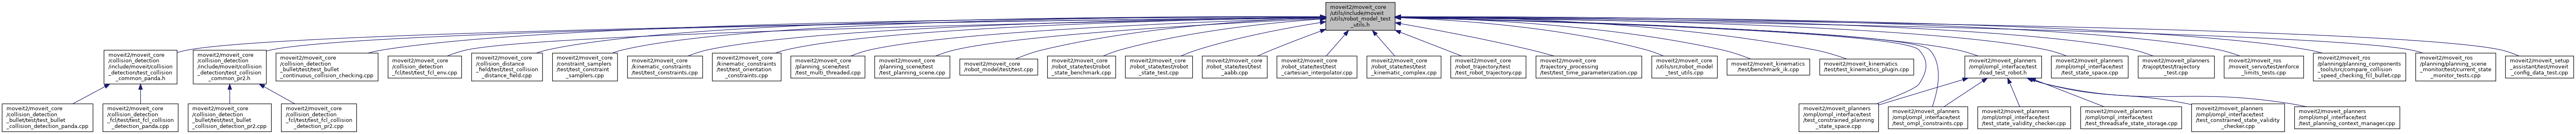 moveit2/moveit_core
/utils/include/moveit
/utils/robot_model_test
_utils.h
moveit2/moveit_core
/collision_detection
/include/moveit/collision
_detection/test_collision
_common_panda.h
moveit2/moveit_core
/collision_detection
/include/moveit/collision
_detection/test_collision
_common_pr2.h
moveit2/moveit_core
/collision_detection
_bullet/test/test_bullet
_continuous_collision_checking.cpp
moveit2/moveit_core
/collision_detection
_fcl/test/test_fcl_env.cpp
moveit2/moveit_core
/collision_distance
_field/test/test_collision
_distance_field.cpp
moveit2/moveit_core
/constraint_samplers
/test/test_constraint
_samplers.cpp
moveit2/moveit_core
/kinematic_constraints
/test/test_constraints.cpp
moveit2/moveit_core
/kinematic_constraints
/test/test_orientation
_constraints.cpp
moveit2/moveit_core
/planning_scene/test
/test_multi_threaded.cpp
moveit2/moveit_core
/planning_scene/test
/test_planning_scene.cpp
moveit2/moveit_core
/robot_model/test/test.cpp
moveit2/moveit_core
/robot_state/test/robot
_state_benchmark.cpp
moveit2/moveit_core
/robot_state/test/robot
_state_test.cpp
moveit2/moveit_core
/robot_state/test/test
_aabb.cpp
moveit2/moveit_core
/robot_state/test/test
_cartesian_interpolator.cpp
moveit2/moveit_core
/robot_state/test/test
_kinematic_complex.cpp
moveit2/moveit_core
/robot_trajectory/test
/test_robot_trajectory.cpp
moveit2/moveit_core
/trajectory_processing
/test/test_time_parameterization.cpp
moveit2/moveit_core
/utils/src/robot_model
_test_utils.cpp
moveit2/moveit_kinematics
/test/benchmark_ik.cpp
moveit2/moveit_kinematics
/test/test_kinematics_plugin.cpp
moveit2/moveit_planners
/ompl/ompl_interface/test
/load_test_robot.h
moveit2/moveit_planners
/ompl/ompl_interface/test
/test_state_space.cpp
moveit2/moveit_planners
/trajopt/test/trajectory
_test.cpp
moveit2/moveit_ros
/moveit_servo/test/enforce
_limits_tests.cpp
moveit2/moveit_ros
/planning/planning_components
_tools/src/compare_collision
_speed_checking_fcl_bullet.cpp
moveit2/moveit_ros
/planning/planning_scene
_monitor/test/current_state
_monitor_tests.cpp
moveit2/moveit_setup
_assistant/test/moveit
_config_data_test.cpp
moveit2/moveit_core
/collision_detection
_bullet/test/test_bullet
_collision_detection_panda.cpp
moveit2/moveit_core
/collision_detection
_fcl/test/test_fcl_collision
_detection_panda.cpp
moveit2/moveit_core
/collision_detection
_bullet/test/test_bullet
_collision_detection_pr2.cpp
moveit2/moveit_core
/collision_detection
_fcl/test/test_fcl_collision
_detection_pr2.cpp
moveit2/moveit_planners
/ompl/ompl_interface/test
/test_constrained_planning
_state_space.cpp
moveit2/moveit_planners
/ompl/ompl_interface/test
/test_ompl_constraints.cpp
moveit2/moveit_planners
/ompl/ompl_interface/test
/test_state_validity_checker.cpp
moveit2/moveit_planners
/ompl/ompl_interface/test
/test_threadsafe_state_storage.cpp
moveit2/moveit_planners
/ompl/ompl_interface/test
/test_constrained_state_validity
_checker.cpp
moveit2/moveit_planners
/ompl/ompl_interface/test
/test_planning_context_manager.cpp